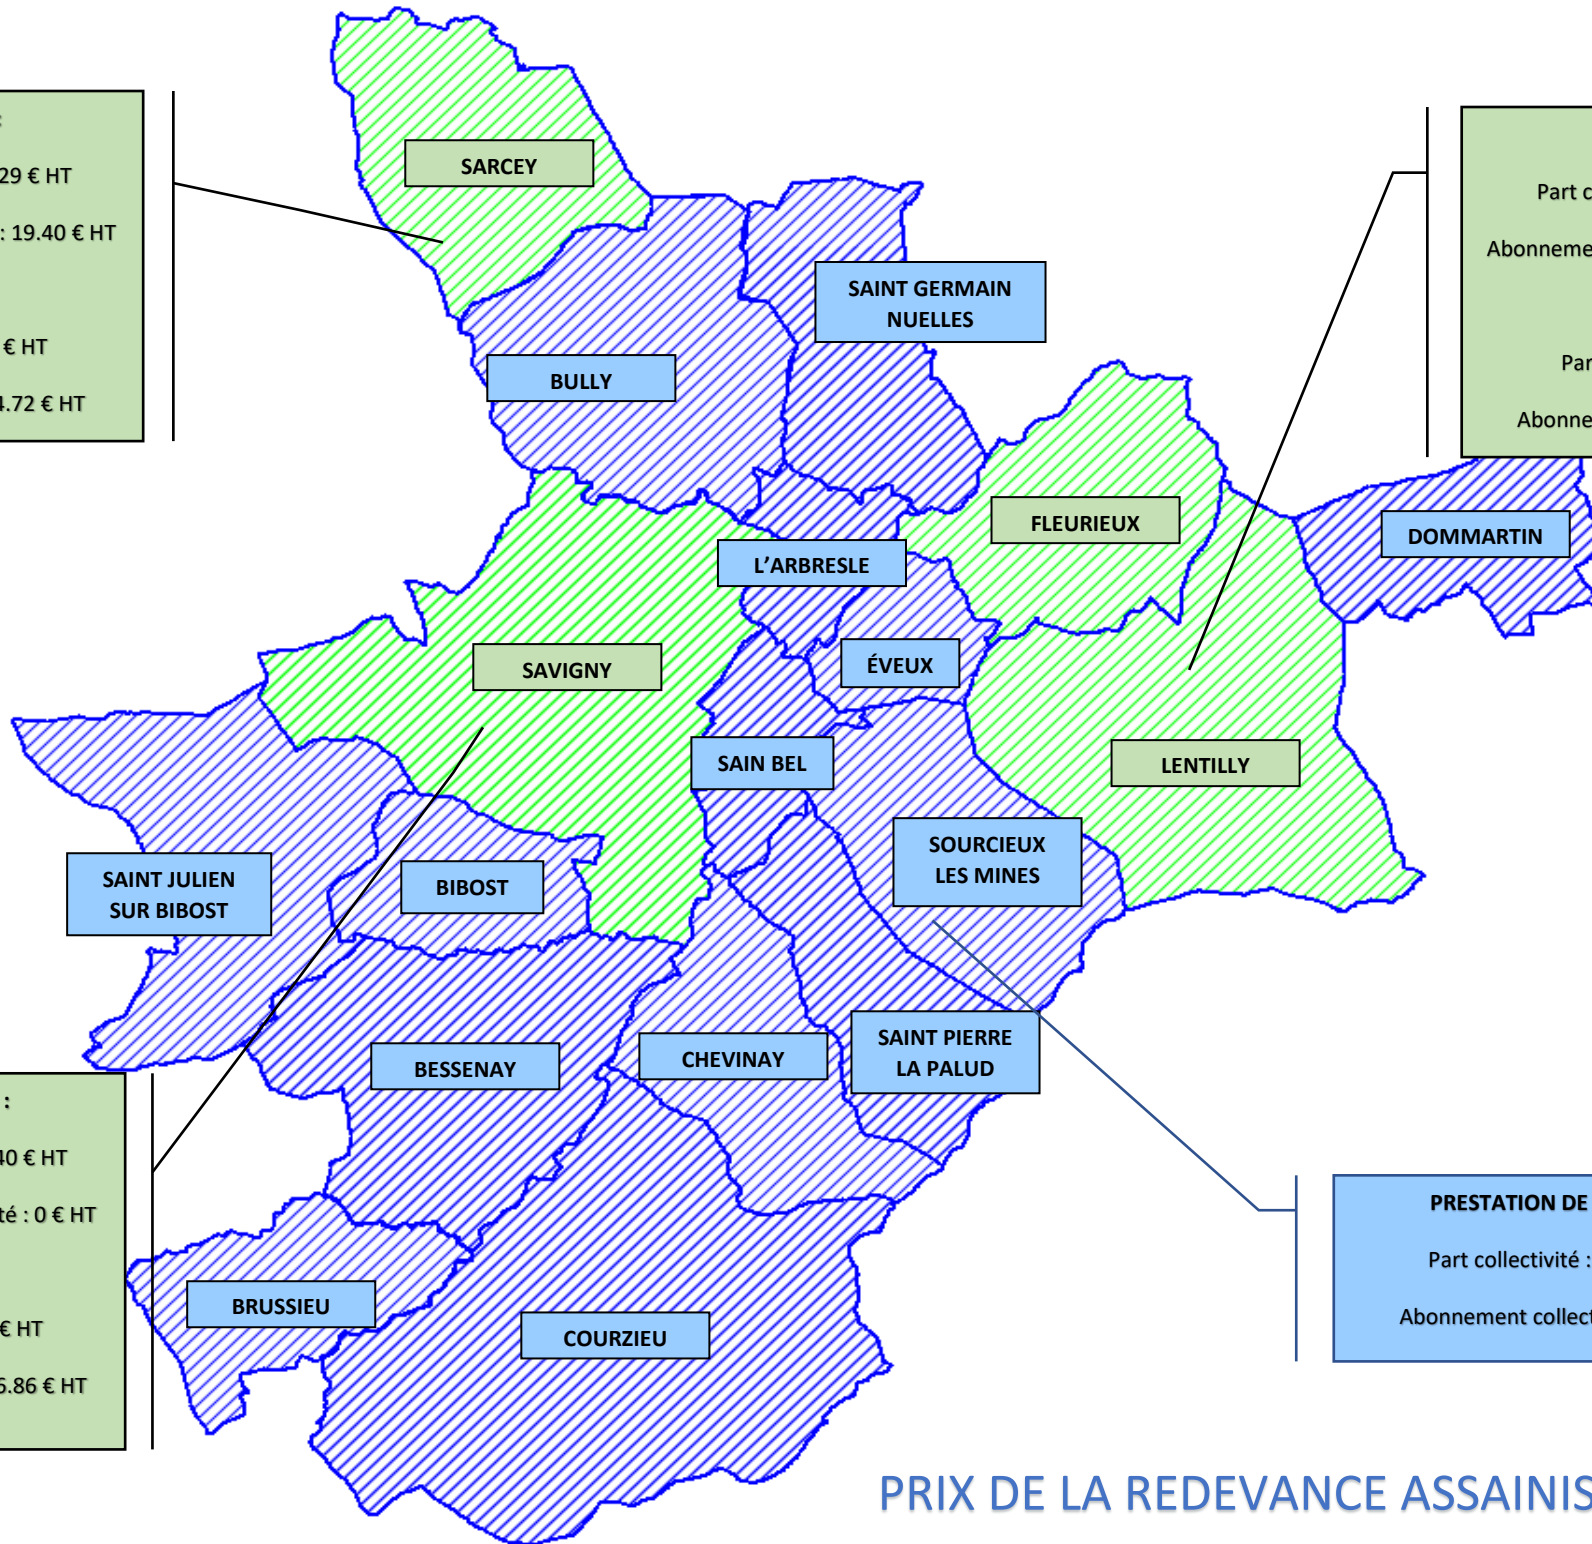 :
29 € HT
: 19.40 € HT
€ HT
4.72 € HT
SARCEY
SAINT GERMAIN
NUELLES
BULLY
Part c
Abonneme
Par
Abonne
FLEURIEUX
DOMMARTIN
L'ARBRESLE
SAVIGNY
ÉVEUX
SAIN BEL
LENTILLY
SOURCIEUX
LES MINES
SAINT JULIEN
SUR BIBOST
BIBOST
BESSENAY
CHEVINAY
SAINT PIERRE
LA PALUD
:
40 € HT
té : 0 € HT
€ HT
6.86 € HT
BRUSSIEU
COURZIEU
PRESTATION DE
Part collectivité :
Abonnement collect
PRIX DE LA REDEVANCE ASSAINIS